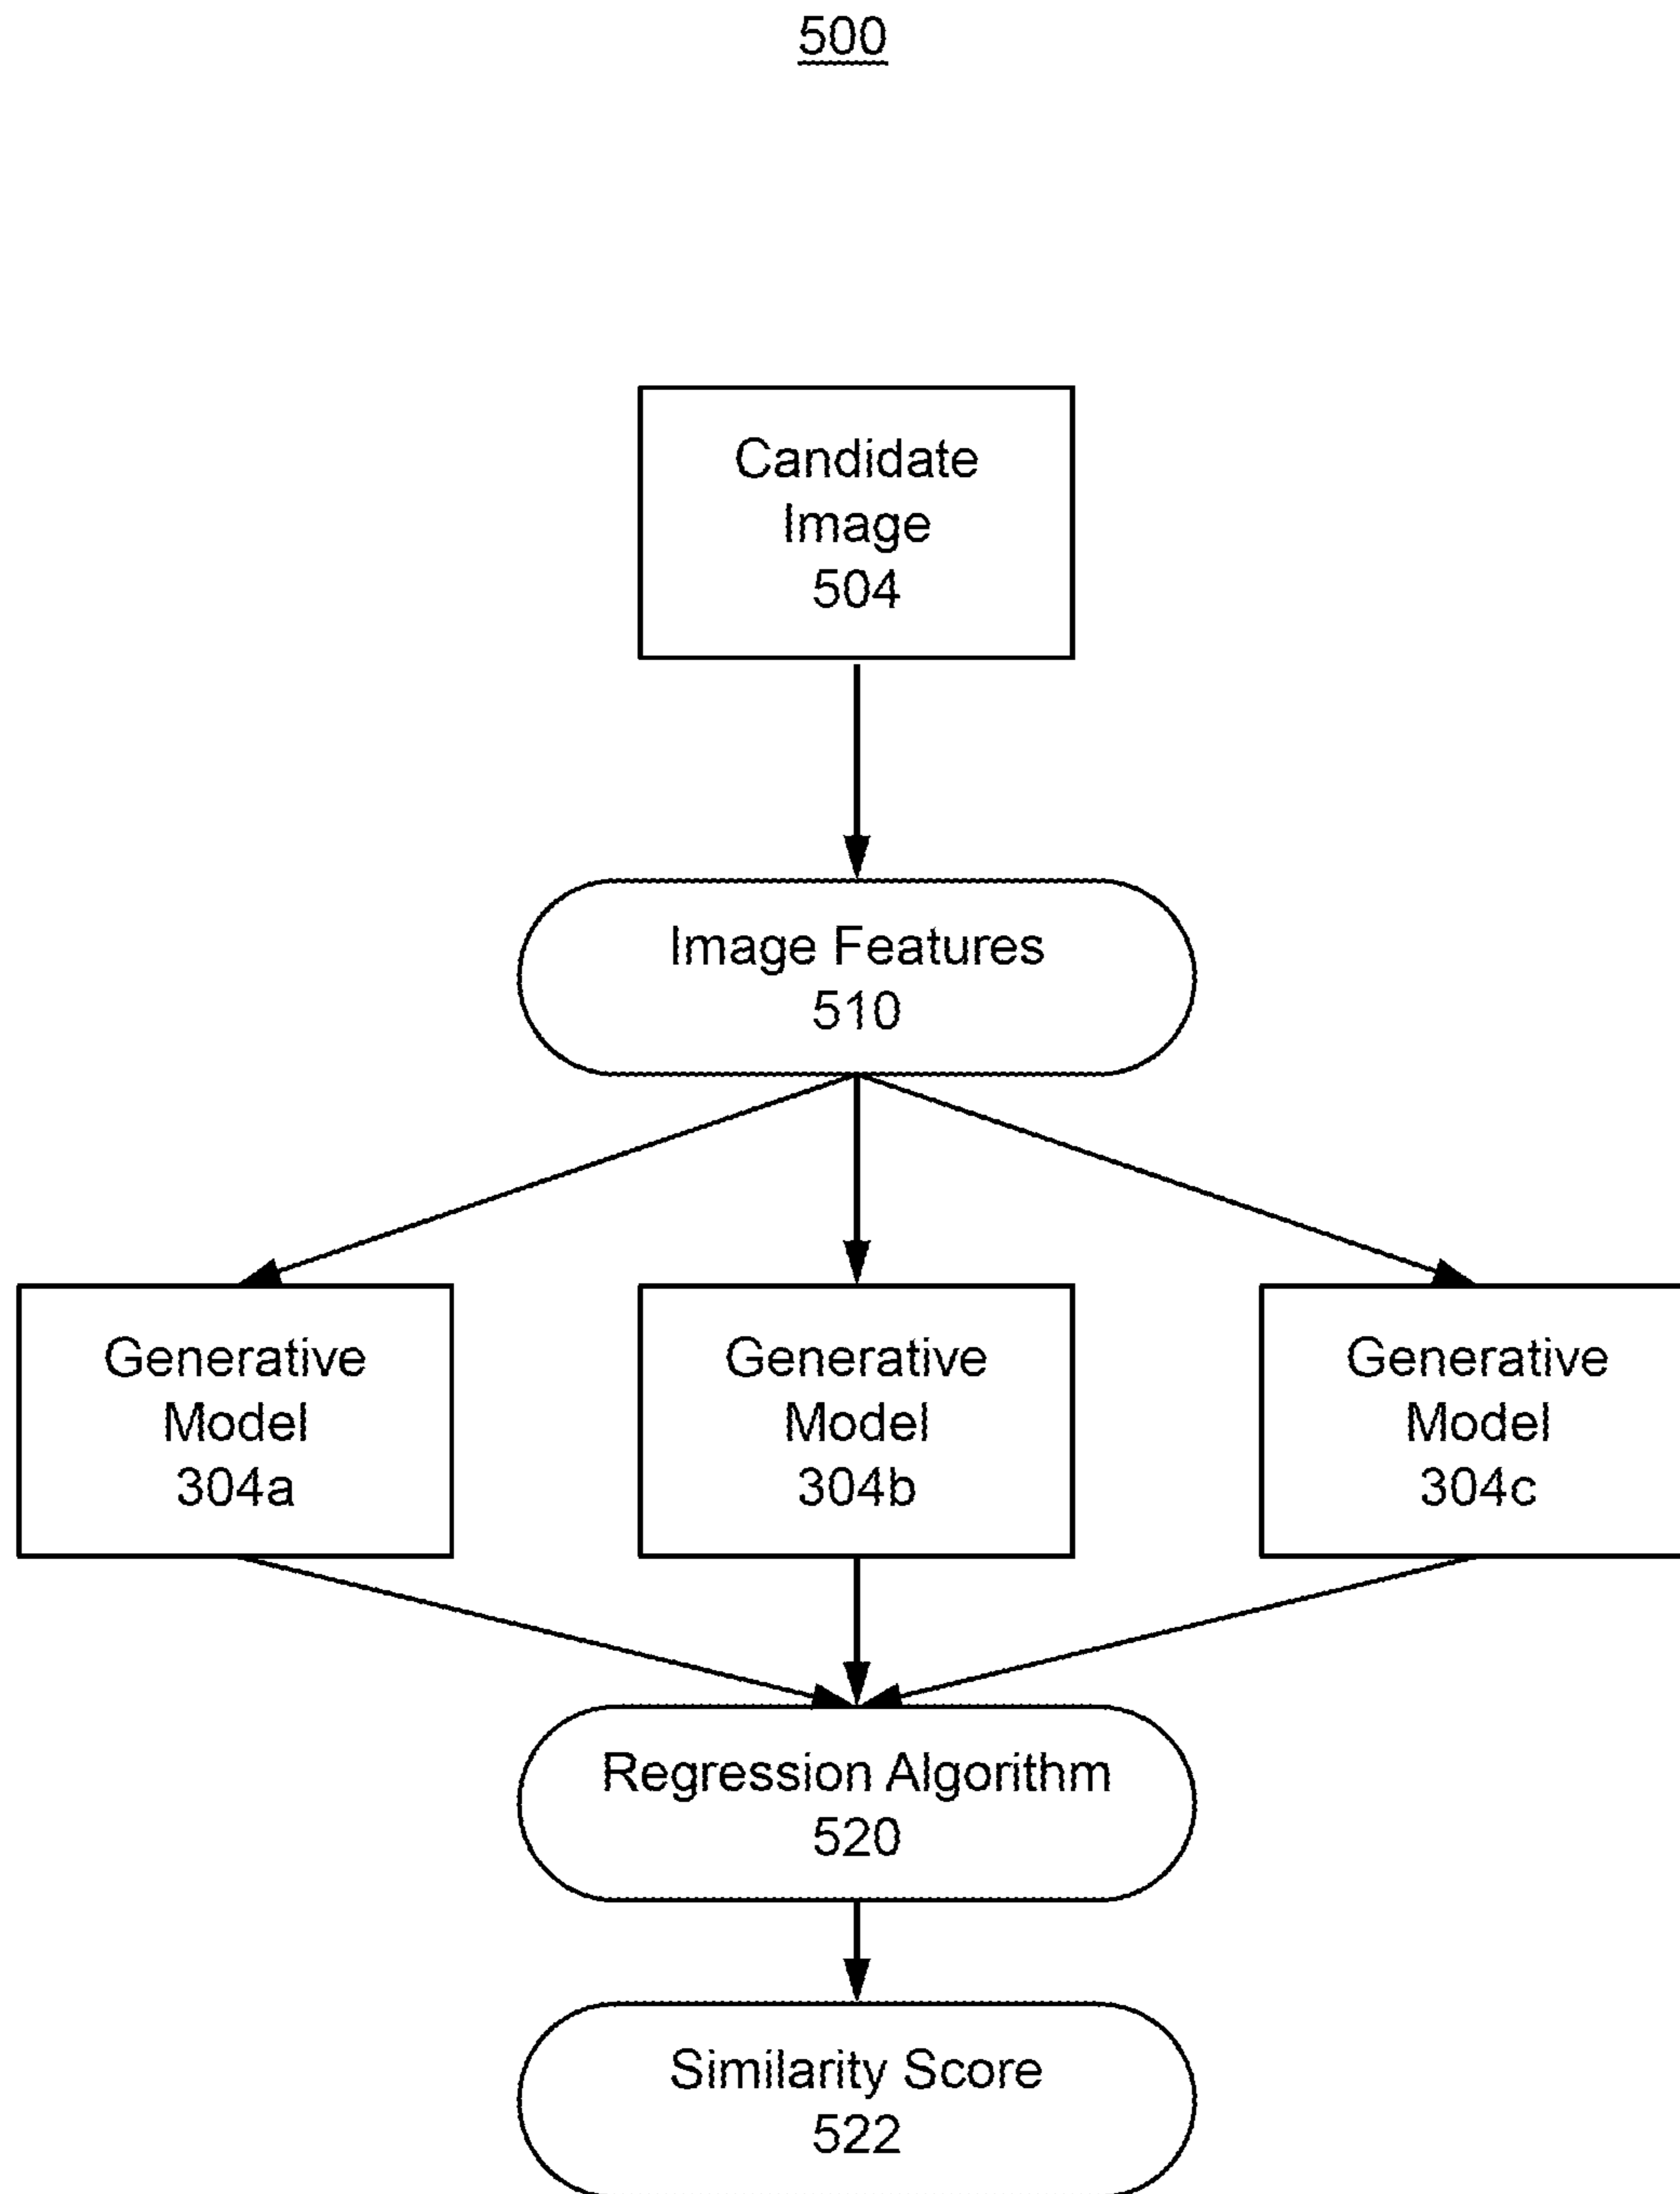 500
Candidate
Image
504
Image Features
510
Generative
Model
304a
Generative
Model
304b
Generative
Model
304c
Regression Algorithm
520
Similarity Score
522